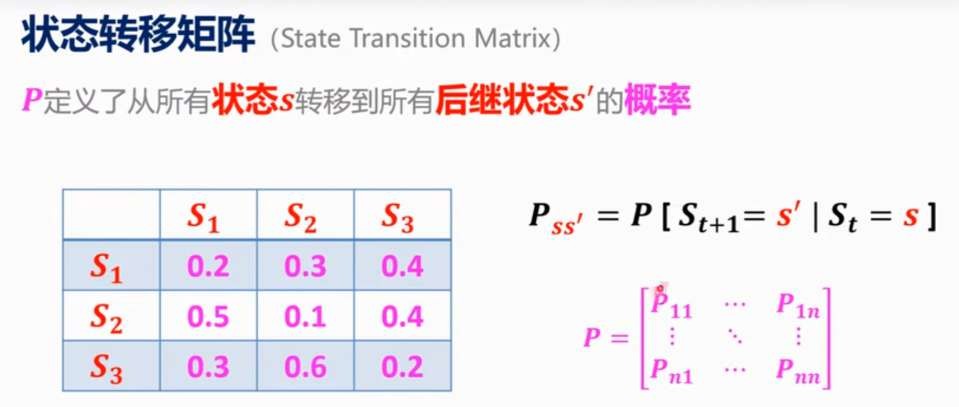 状态转移矩阵（State Transition Matrix）
P定义了从所有状态s转移到所有后继状态s′的概率
S1 S2 S3
S1 0.2 0.3 0.4
S2 0.5 0.1 0.4
S3 0.3 0.6 0.2
Pss′ = P [ St+1= s′ | St = s ]
P = [P11 ⋯ P1n
⋮ ⋱ ⋮
Pn1 ⋯ Pnn]